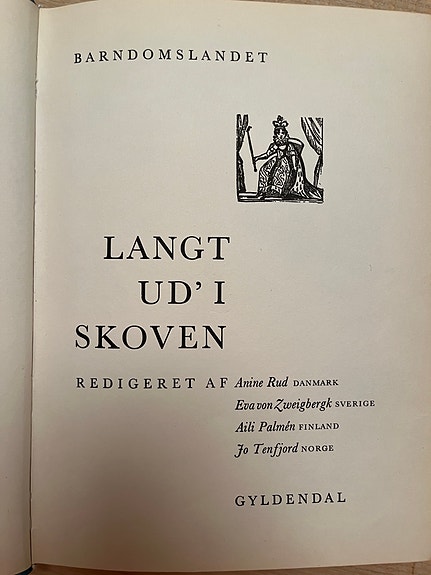 BARNDOMSLANDET
LANGT
UD' I
SKOVEN
REDIGERET AF Anine Rud DANMARK
Eva von Zweigbergk SVERIGE
Aili Palmén FINLAND
Jo Tenfjord NORGE
GYLDENDAL